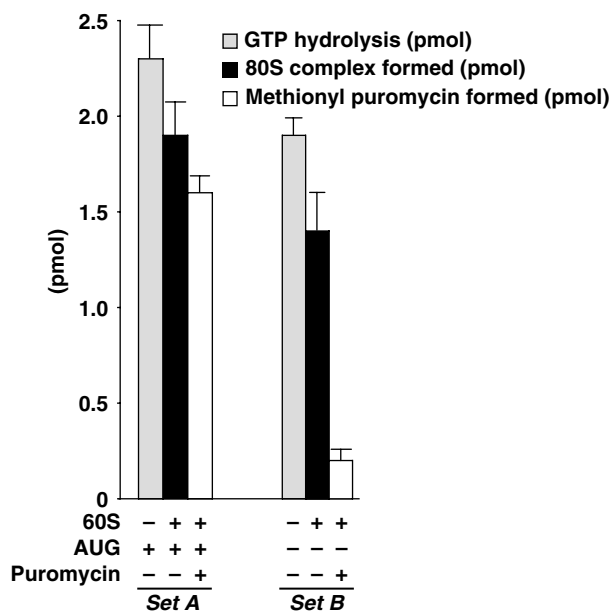 2.5
GTP hydrolysis (pmol)
80S complex formed (pmol)
2.0
Methionyl puromycin formed (pmol)
1.5
(pmol)
1.0
0.5
0
60S – + + – + +
AUG + + + – – –
Puromycin – – + – – +
Set A Set B